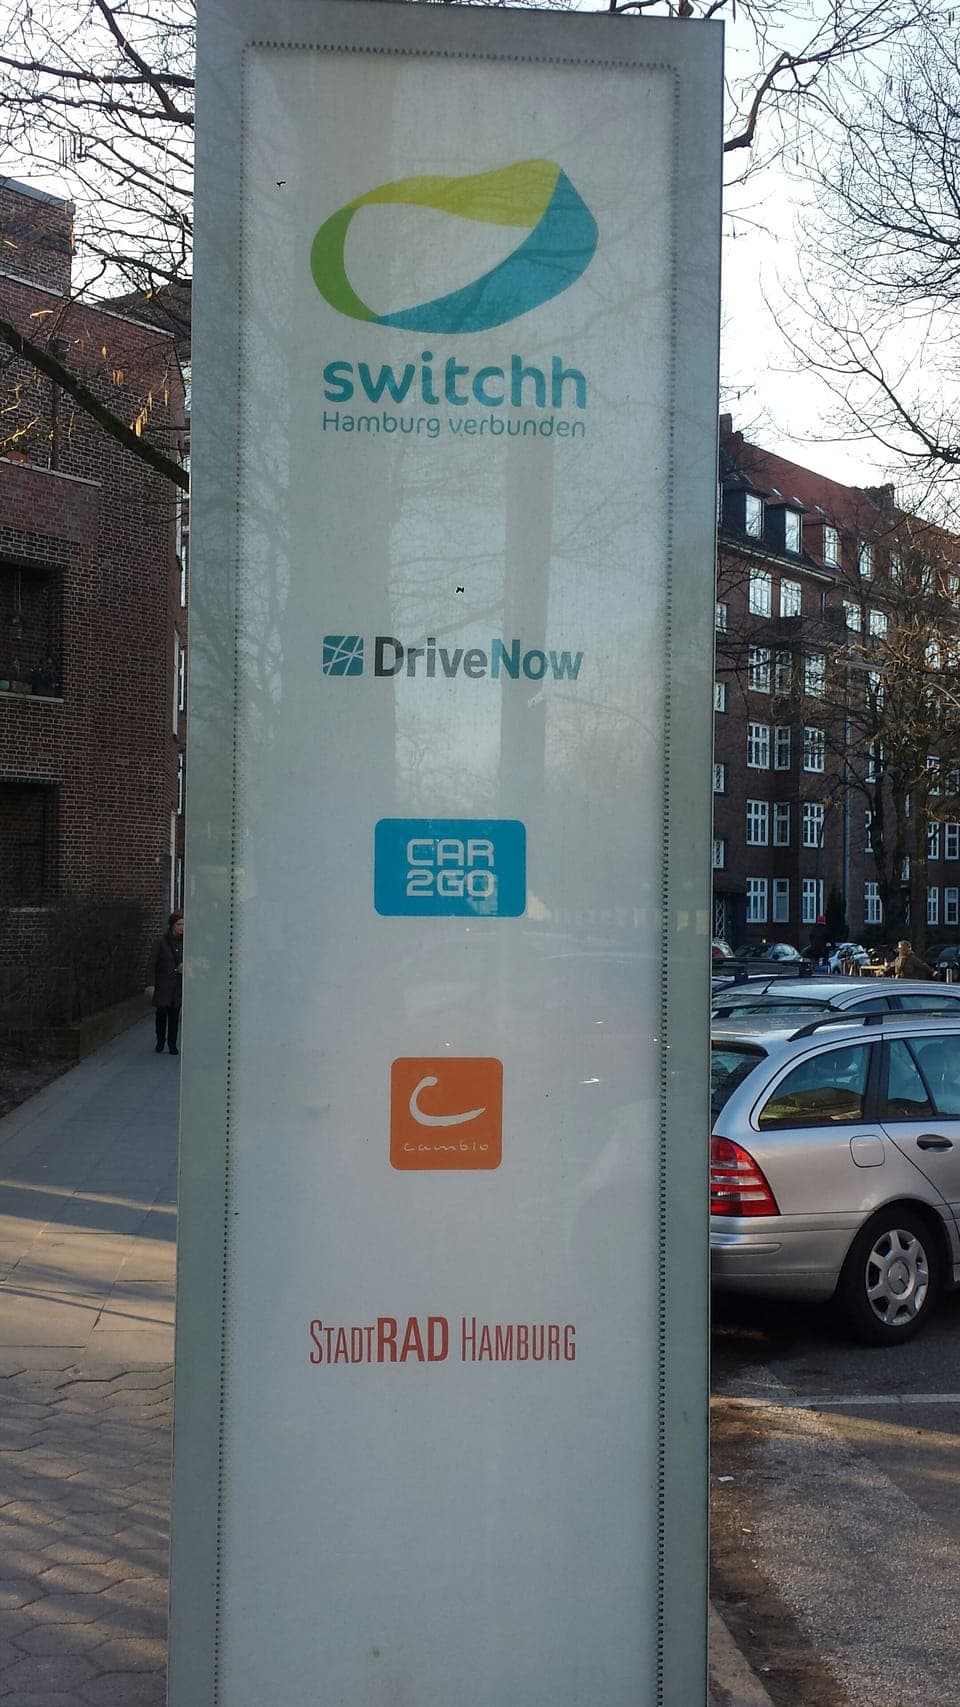 switchh
Hamburg verbunden
DriveNow
CAR
2GO
cambio
STADTRAD HAMBURG